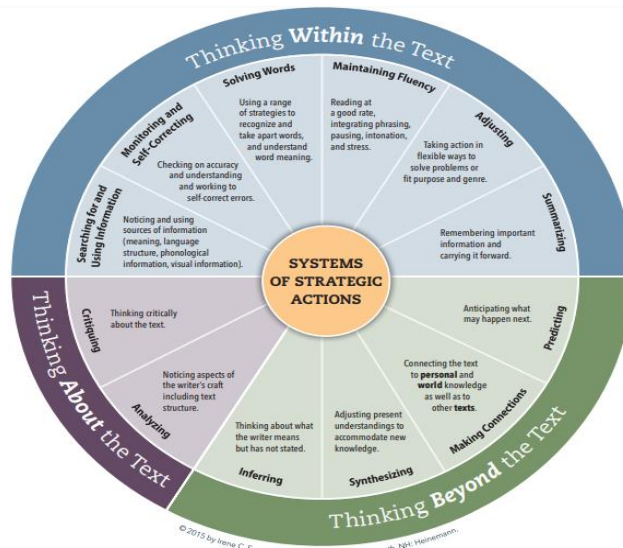 Thinking Within the Text
Searching for and
Using Information
Noticing and using
sources of information
(meaning, language
structure, phonological
information, visual information).
Monitoring and
Self-Correcting
Checking on accuracy
and understanding
and working to
self-correct errors.
Solving Words
Using a range
of strategies to
recognize and
take apart words,
and understand
word meaning.
Maintaining Fluency
Reading at
a good rate,
integrating phrasing,
pausing, intonation,
and stress.
Adjusting
Taking action in
flexible ways to
solve problems or
fit purpose and genre.
Summarizing
Remembering important
information and
carrying it forward.
SYSTEMS
OF STRATEGIC
ACTIONS
Thinking Beyond the Text
Predicting
Anticipating what
may happen next.
Making Connections
Connecting the text
to personal and
world knowledge
as well as to
other texts.
Synthesizing
Adjusting present
understandings to
accommodate new
knowledge.
Inferring
Thinking about what
the writer means
but has not stated.
Thinking About the Text
Analyzing
Noticing aspects of
the writer's craft
including text
structure.
Critiquing
Thinking critically
about the text.
© 2015 by Irene C. NH: Heinemann.